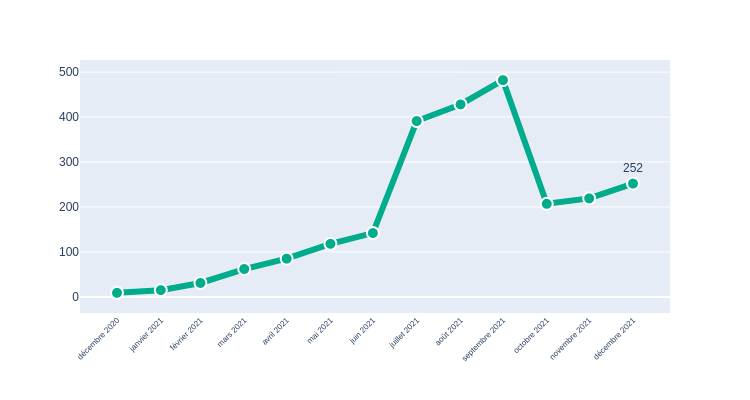 500
400
300
200
100
0
252
décembre 2020
janvier 2021
février 2021
mars 2021
avril 2021
mai 2021
juin 2021
juillet 2021
août 2021
septembre 2021
octobre 2021
novembre 2021
décembre 2021